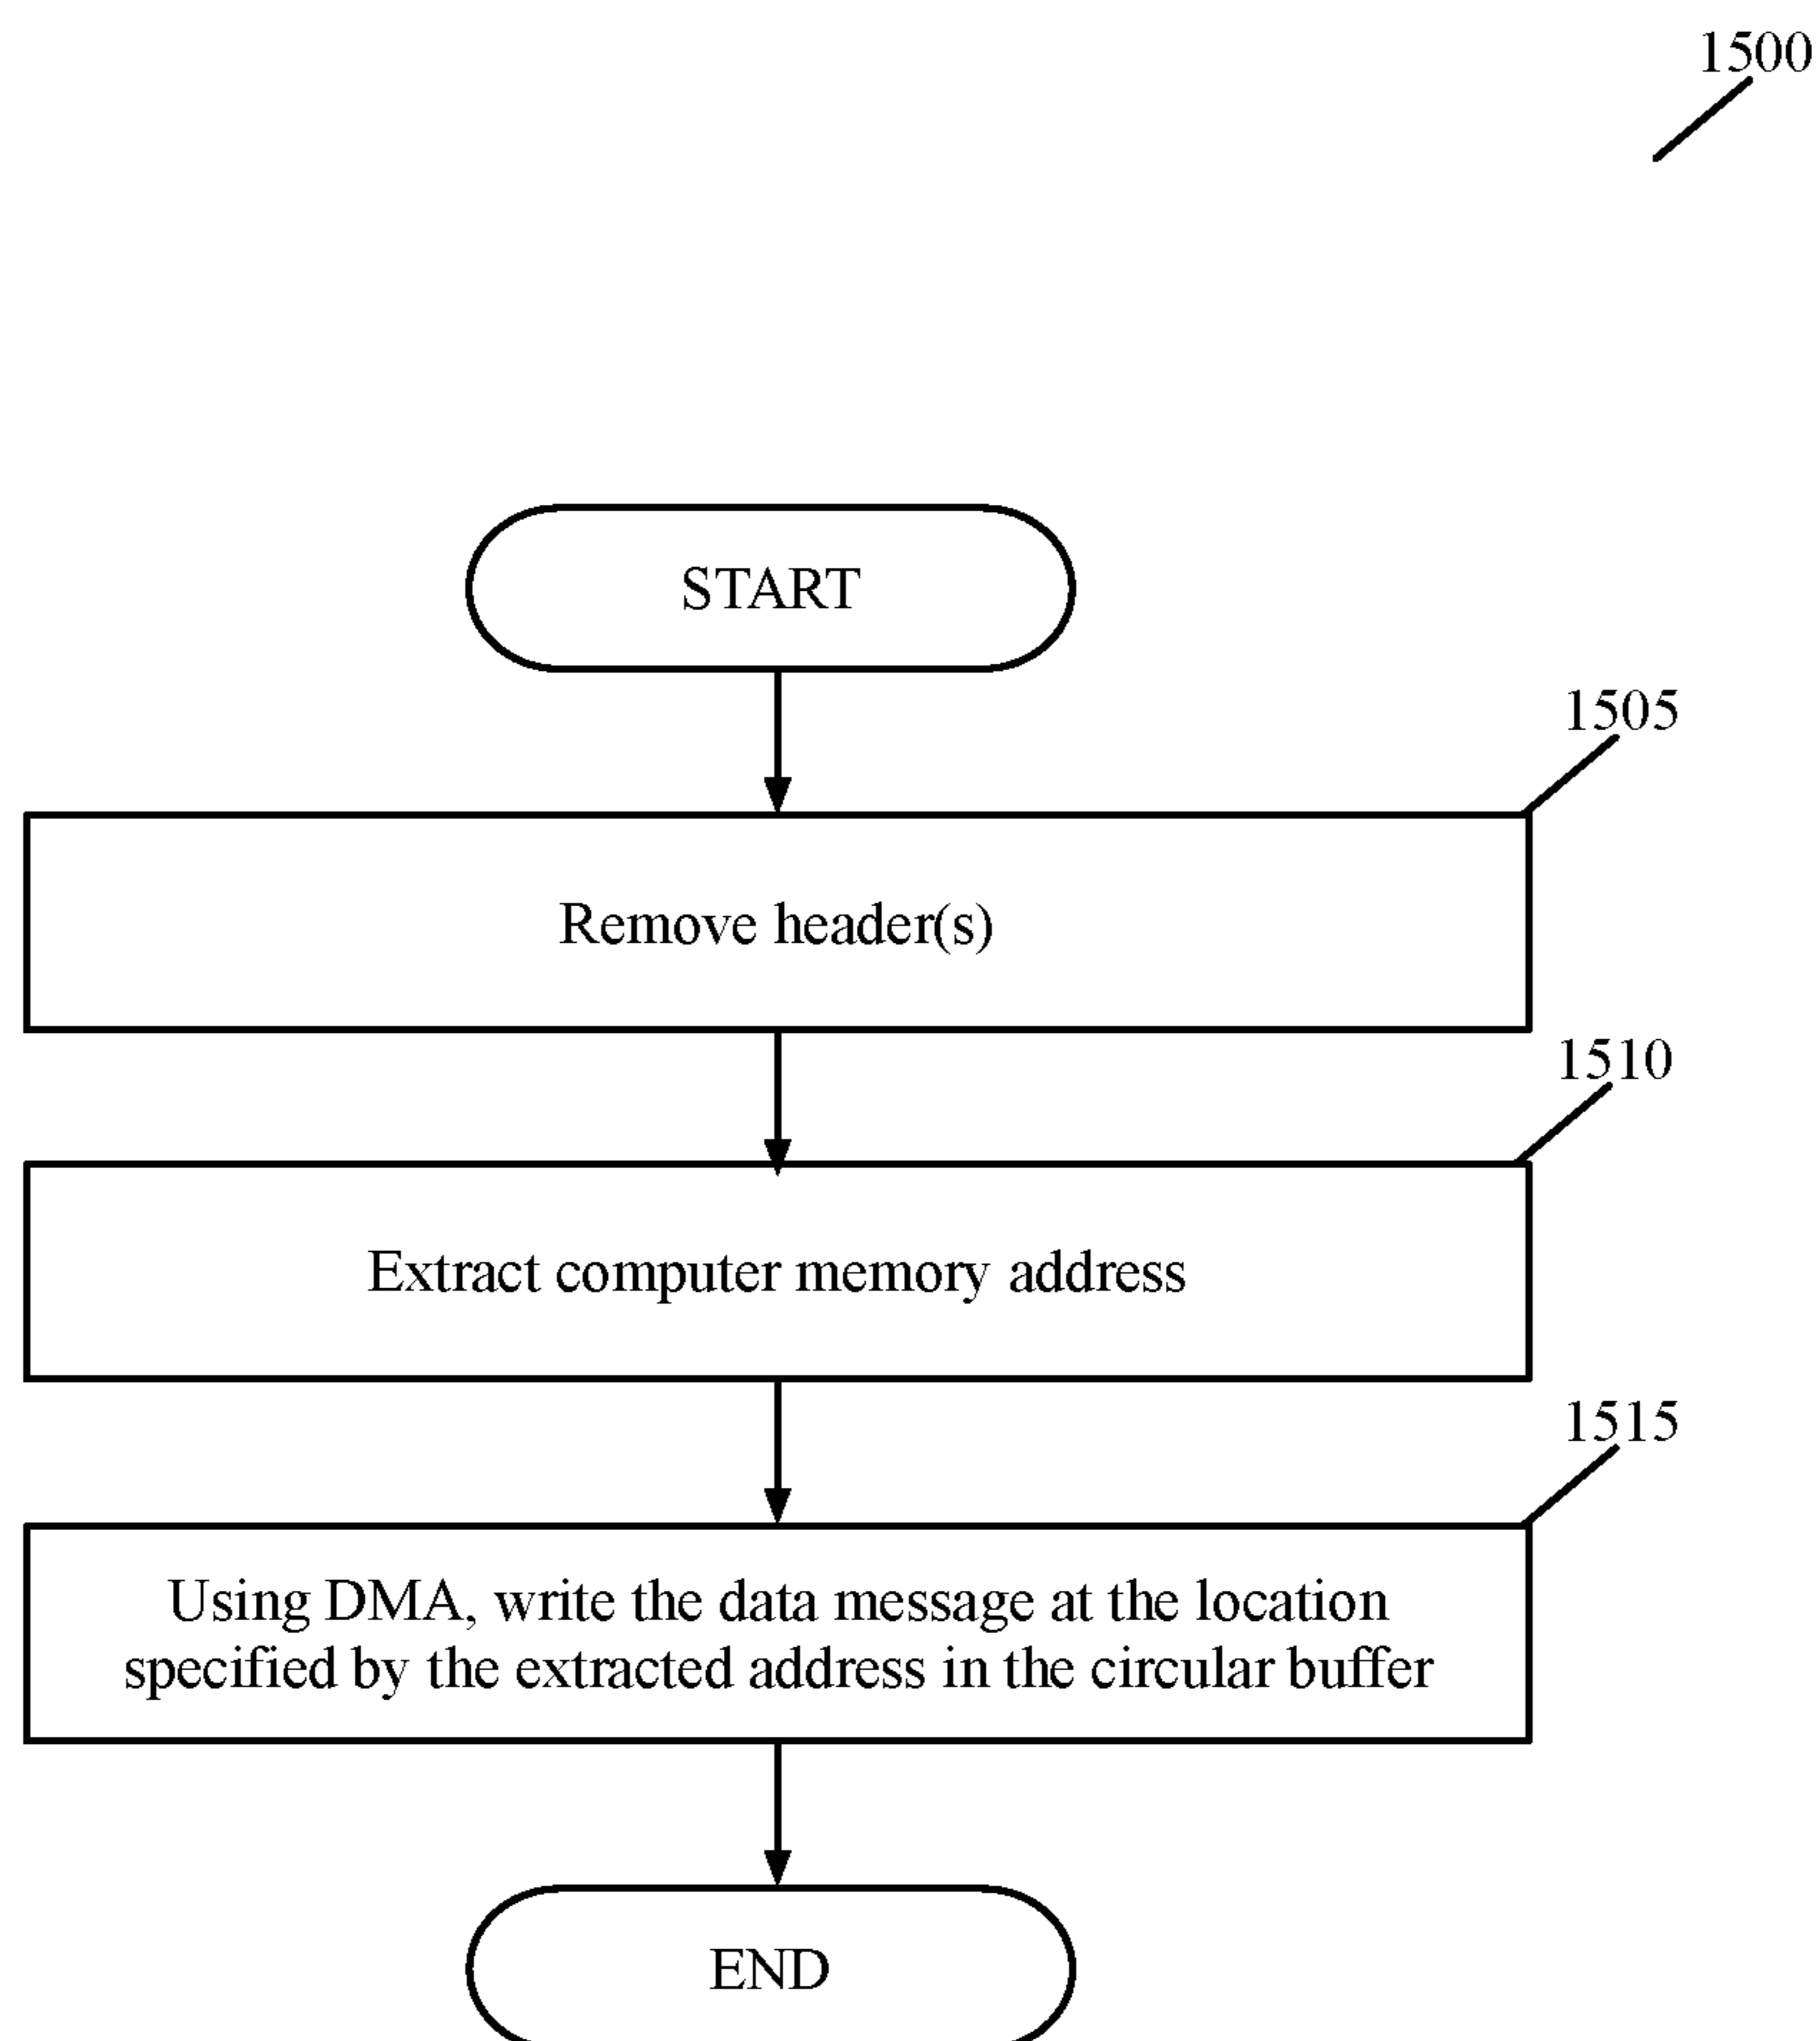 1500
START
1505
Remove header(s)
1510
Extract computer memory address
1515
Using DMA, write the data message at the location
specified by the extracted address in the circular buffer
END